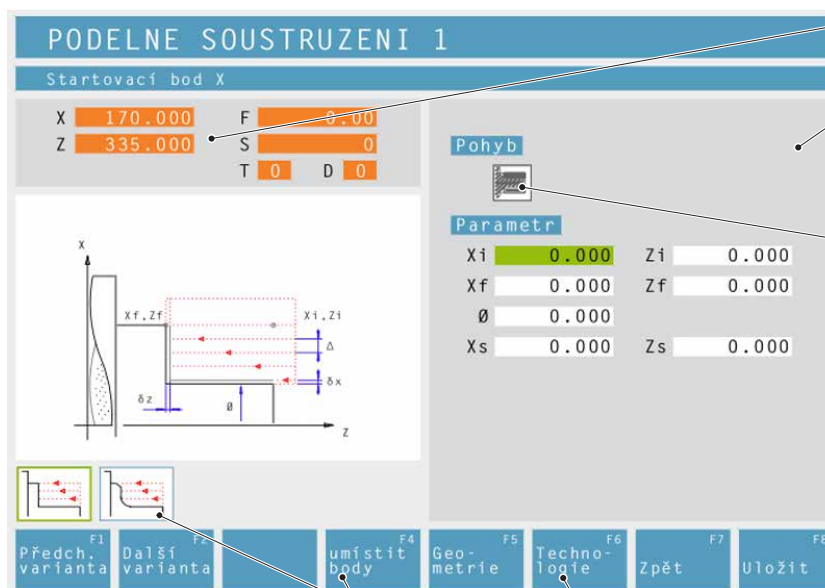 PODELNE SOUSTRUZENI 1
Startovací bod X
X 170.000 F 0.00
Z 335.000 S 0
T 0 D 0
Pohyb
Parametr
Xi 0.000 Zi 0.000
Xf 0.000 Zf 0.000
Ø 0.000
Xs 0.000 Zs 0.000
X
Xf,Zf Xi,Zi
Δ
δx
δz
Ø
Z
F1 F2 F4 F5 F6 F7 F8
Předch. Další umístit Geo- Techno-
varianta varianta body metrie logie Zpět Uložit